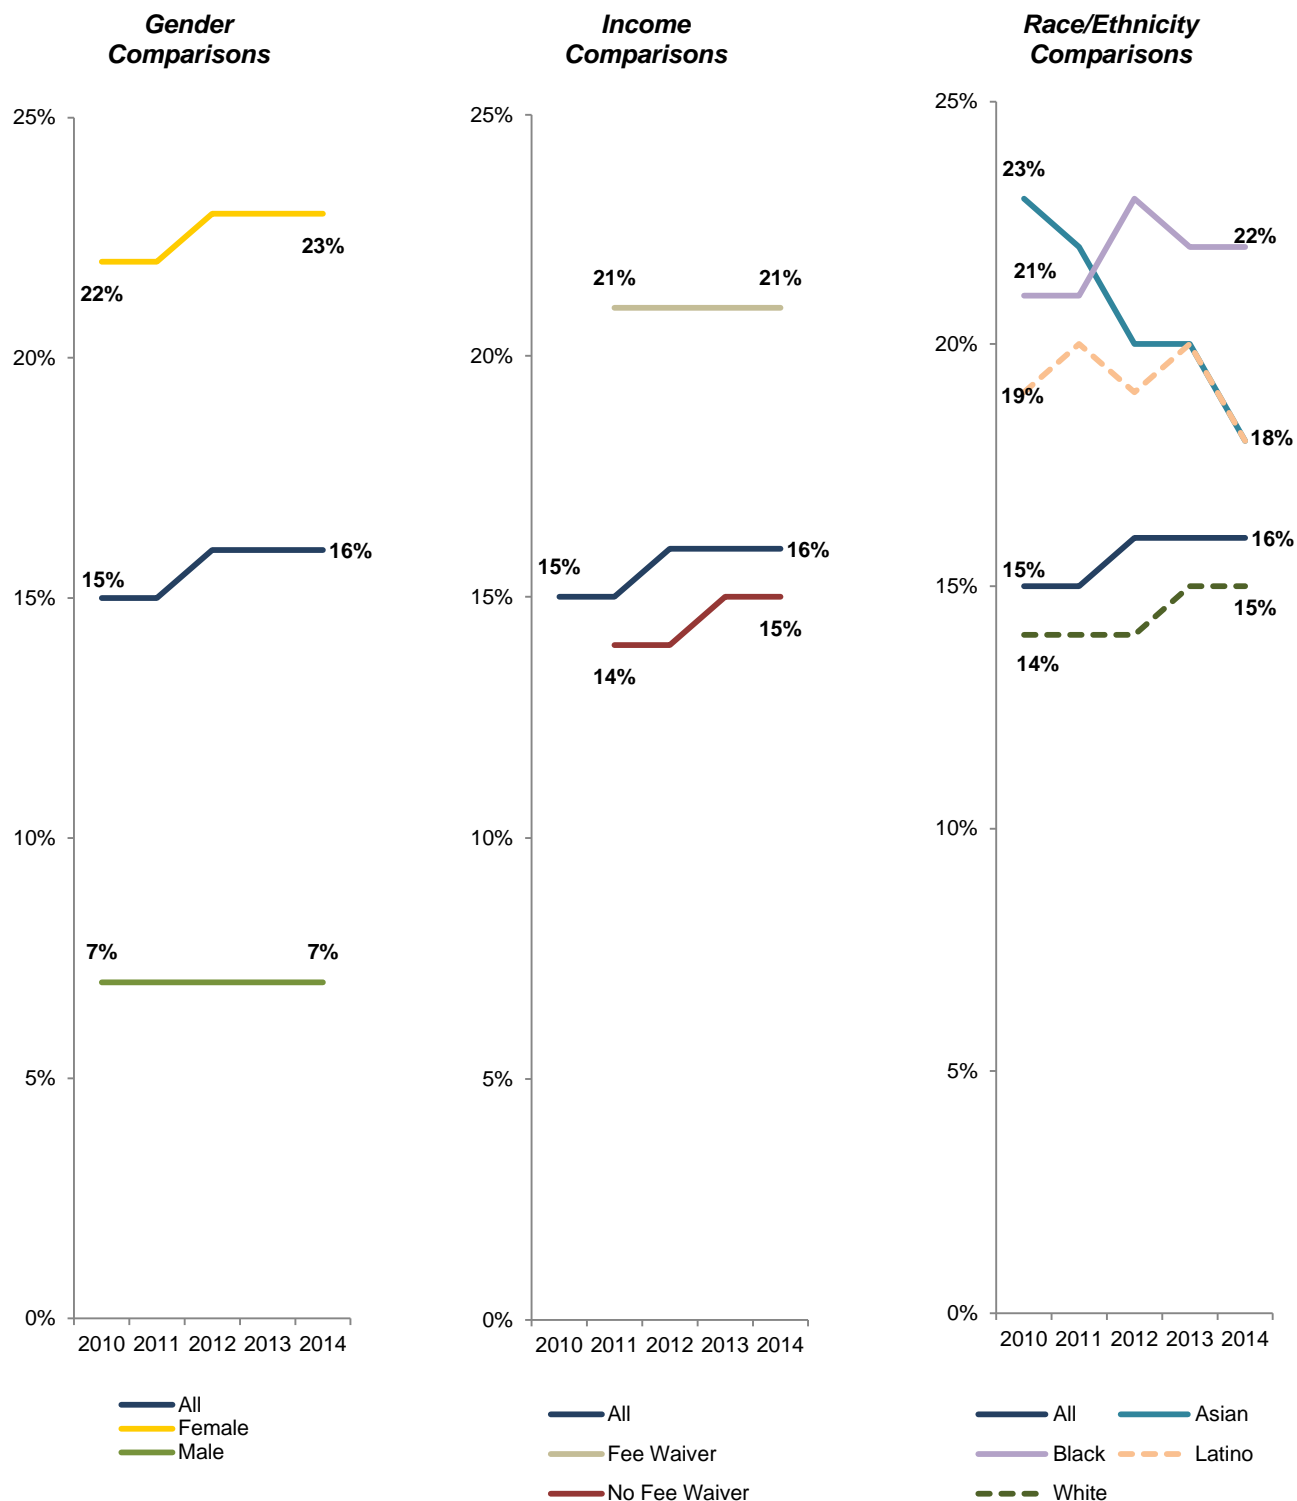 Gender
Comparisons
25%
20%
15%
10%
5%
0%
22%
23%
15%
16%
7%
7%
2010 2011 2012 2013 2014
All
Female
Male
Income
Comparisons
25%
20%
15%
10%
5%
0%
21%
21%
15%
16%
14%
15%
2010 2011 2012 2013 2014
All
Fee Waiver
No Fee Waiver
Race/Ethnicity
Comparisons
25%
20%
15%
10%
5%
0%
23%
21%
22%
19%
18%
15%
16%
14%
15%
2010 2011 2012 2013 2014
All Asian
Black Latino
White